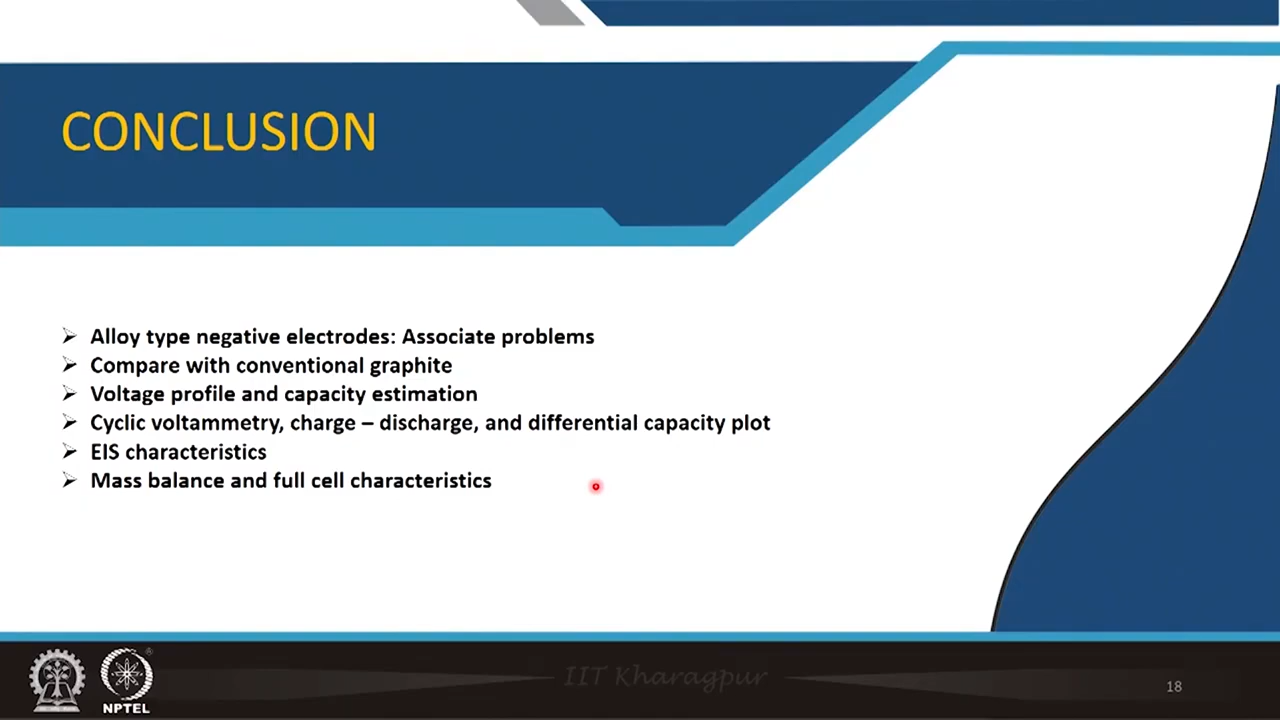 CONCLUSION
➢ Alloy type negative electrodes: Associate problems
➢ Compare with conventional graphite
➢ Voltage profile and capacity estimation
➢ Cyclic voltammetry, charge – discharge, and differential capacity plot
➢ EIS characteristics
➢ Mass balance and full cell characteristics
IIT Kharagpur
18
®
NPTEL